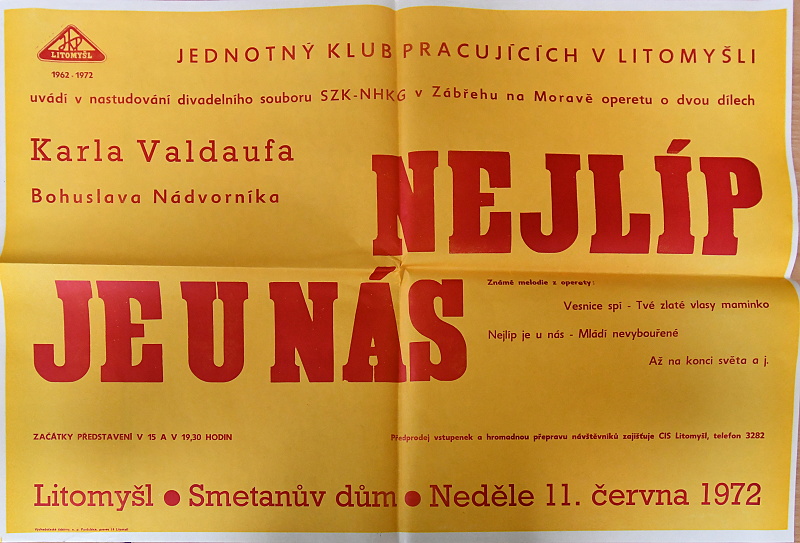 JKP
LITOMYŠL
1962 - 1972
JEDNOTNÝ KLUB PRACUJÍCÍCH V LITOMYŠLI
uvádí v nastudování divadelního souboru SZK-NHKG v Zábřehu na Moravě operetu o dvou dílech
Karla Valdaufa
Bohuslava Nádvorníka
NEJLÍP
JE U NÁS
Známé melodie z operety:
Vesnice spí - Tvé zlaté vlasy maminko
Nejlíp je u nás - Mládí nevybouřené
Až na konci světa a j.
ZAČÁTKY PŘEDSTAVENÍ V 15 A V 19,30 HODIN
Předprodej vstupenek a hromadnou přepravu návštěvníků zajišťuje CIS Litomyšl, telefon 3282
Litomyšl ● Smetanův dům ● Neděle 11. června 1972